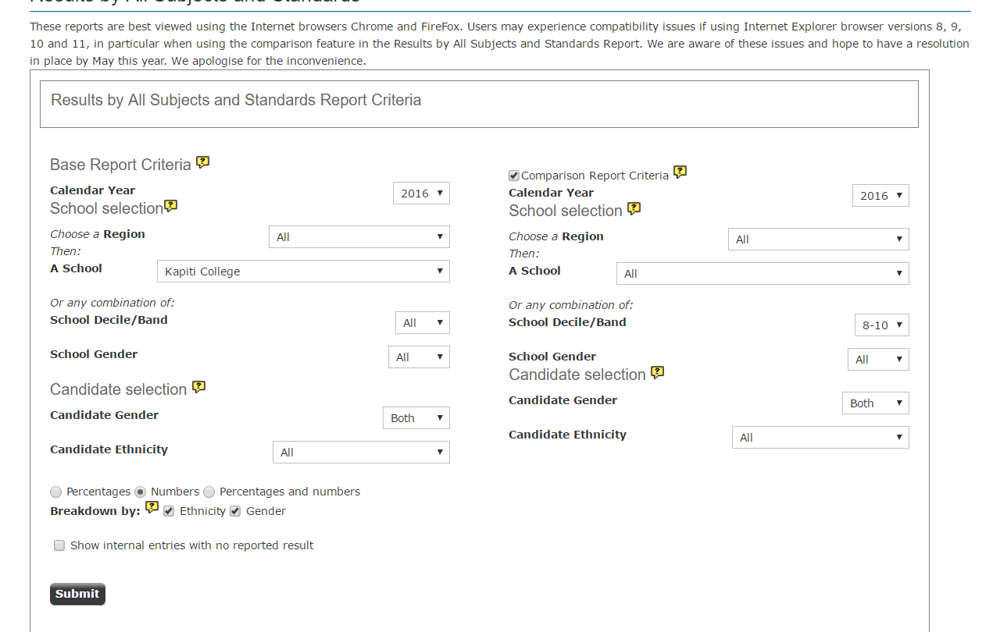 Results by All Subjects and Standards
These reports are best viewed using the Internet browsers Chrome and FireFox. Users may experience compatibility issues if using Internet Explorer browser versions 8, 9,
10 and 11, in particular when using the comparison feature in the Results by All Subjects and Standards Report. We are aware of these issues and hope to have a resolution
in place by May this year. We apologise for the inconvenience.
Results by All Subjects and Standards Report Criteria
Base Report Criteria
Calendar Year 2016
School selection
Choose a Region All
Then:
A School Kapiti College
Or any combination of:
School Decile/Band All
School Gender All
Candidate selection
Candidate Gender Both
Candidate Ethnicity All
Comparison Report Criteria
Calendar Year 2016
School selection
Choose a Region All
Then:
A School All
Or any combination of:
School Decile/Band 8-10
School Gender All
Candidate selection
Candidate Gender Both
Candidate Ethnicity All
Percentages Numbers Percentages and numbers
Breakdown by: Ethnicity Gender
Show internal entries with no reported result
Submit